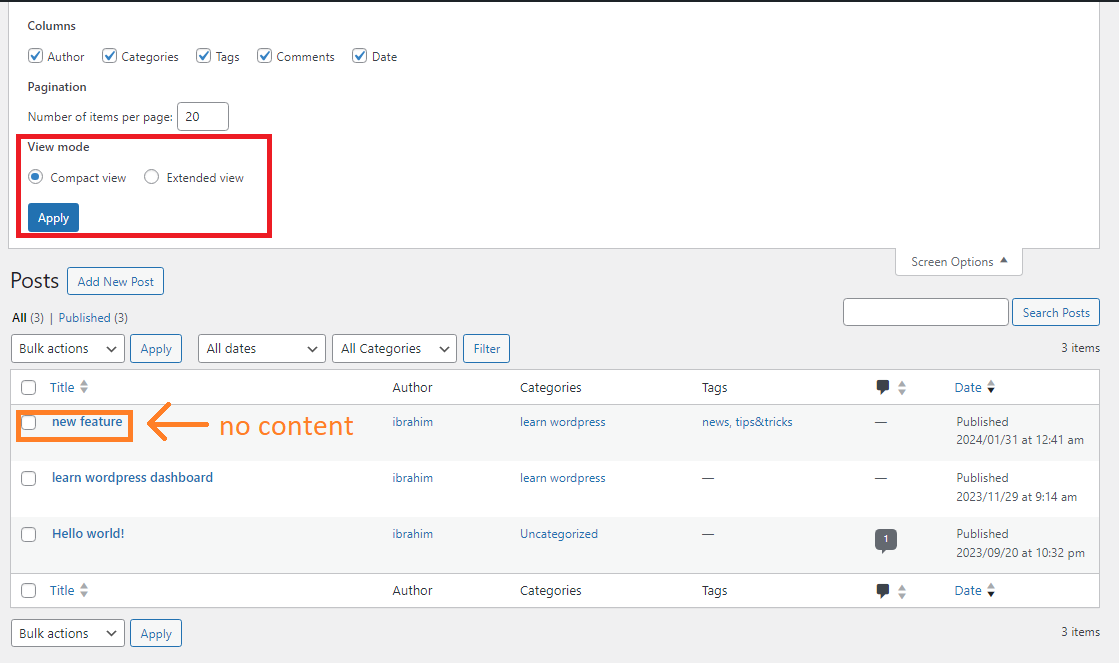 Columns
Author Categories Tags Comments Date
Pagination
Number of items per page: 20
View mode
Compact view Extended view
Apply
Screen Options
Posts Add New Post
All (3) | Published (3)
Search Posts
Bulk actions Apply All dates All Categories Filter 3 items
Title Author Categories Tags Date
new feature no content ibrahim learn wordpress news, tips&tricks — Published
2024/01/31 at 12:41 am
learn wordpress dashboard ibrahim learn wordpress — — Published
2023/11/29 at 9:14 am
Hello world! ibrahim Uncategorized — 1 Published
2023/09/20 at 10:32 pm
Title Author Categories Tags Date
Bulk actions Apply 3 items